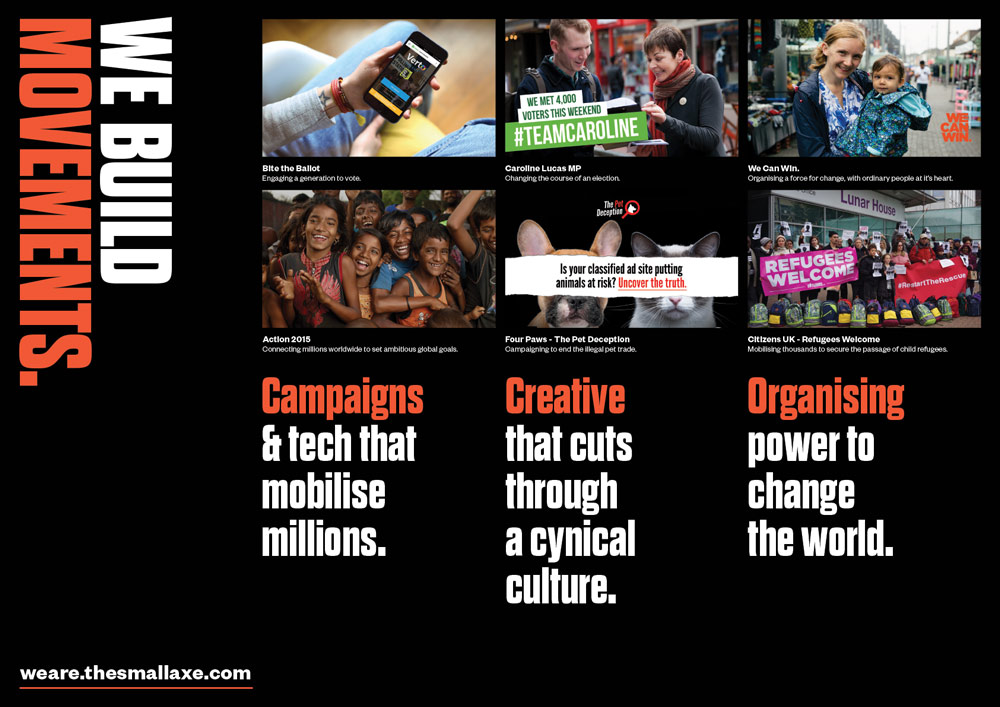 WE BUILD
MOVEMENTS.
Verto
WE MET 4,000
VOTERS THIS WEEKEND
#TEAMCAROLINE
WE
CAN
WIN.
Bite the Ballot
Engaging a generation to vote.
Caroline Lucas MP
Changing the course of an election.
We Can Win.
Organising a force for change, with ordinary people at it's heart.
The Pet
Deception
Is your classified ad site putting
animals at risk? Uncover the truth.
Lunar House
REFUGEES
WELCOME
#RestartTheRescue
Action 2015
Connecting millions worldwide to set ambitious global goals.
Four Paws - The Pet Deception
Campaigning to end the illegal pet trade.
Citizens UK - Refugees Welcome
Mobilising thousands to secure the passage of child refugees.
Campaigns
& tech that
mobilise
millions.
Creative
that cuts
through
a cynical
culture.
Organising
power to
change
the world.
weare.thesmallaxe.com